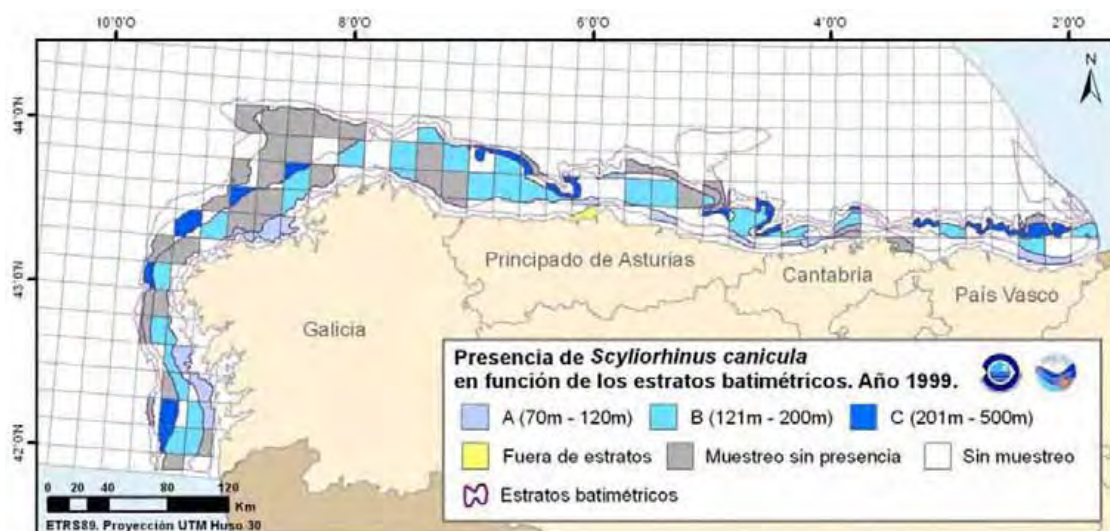 10°0'O 8°0'O 6°0'O 4°0'O 2°0'O
N
44°0'N
43°0'N
42°0'N
Principado de Asturias
Cantabria
País Vasco
Galicia
Presencia de Scyliorhinus canicula
en función de los estratos batimétricos. Año 1999.
A (70m - 120m) B (121m - 200m) C (201m - 500m)
Fuera de estratos Muestreo sin presencia Sin muestreo
Estratos batimétricos
0 20 40 80 120
Km
ETRS89. Proyección UTM Huso 30